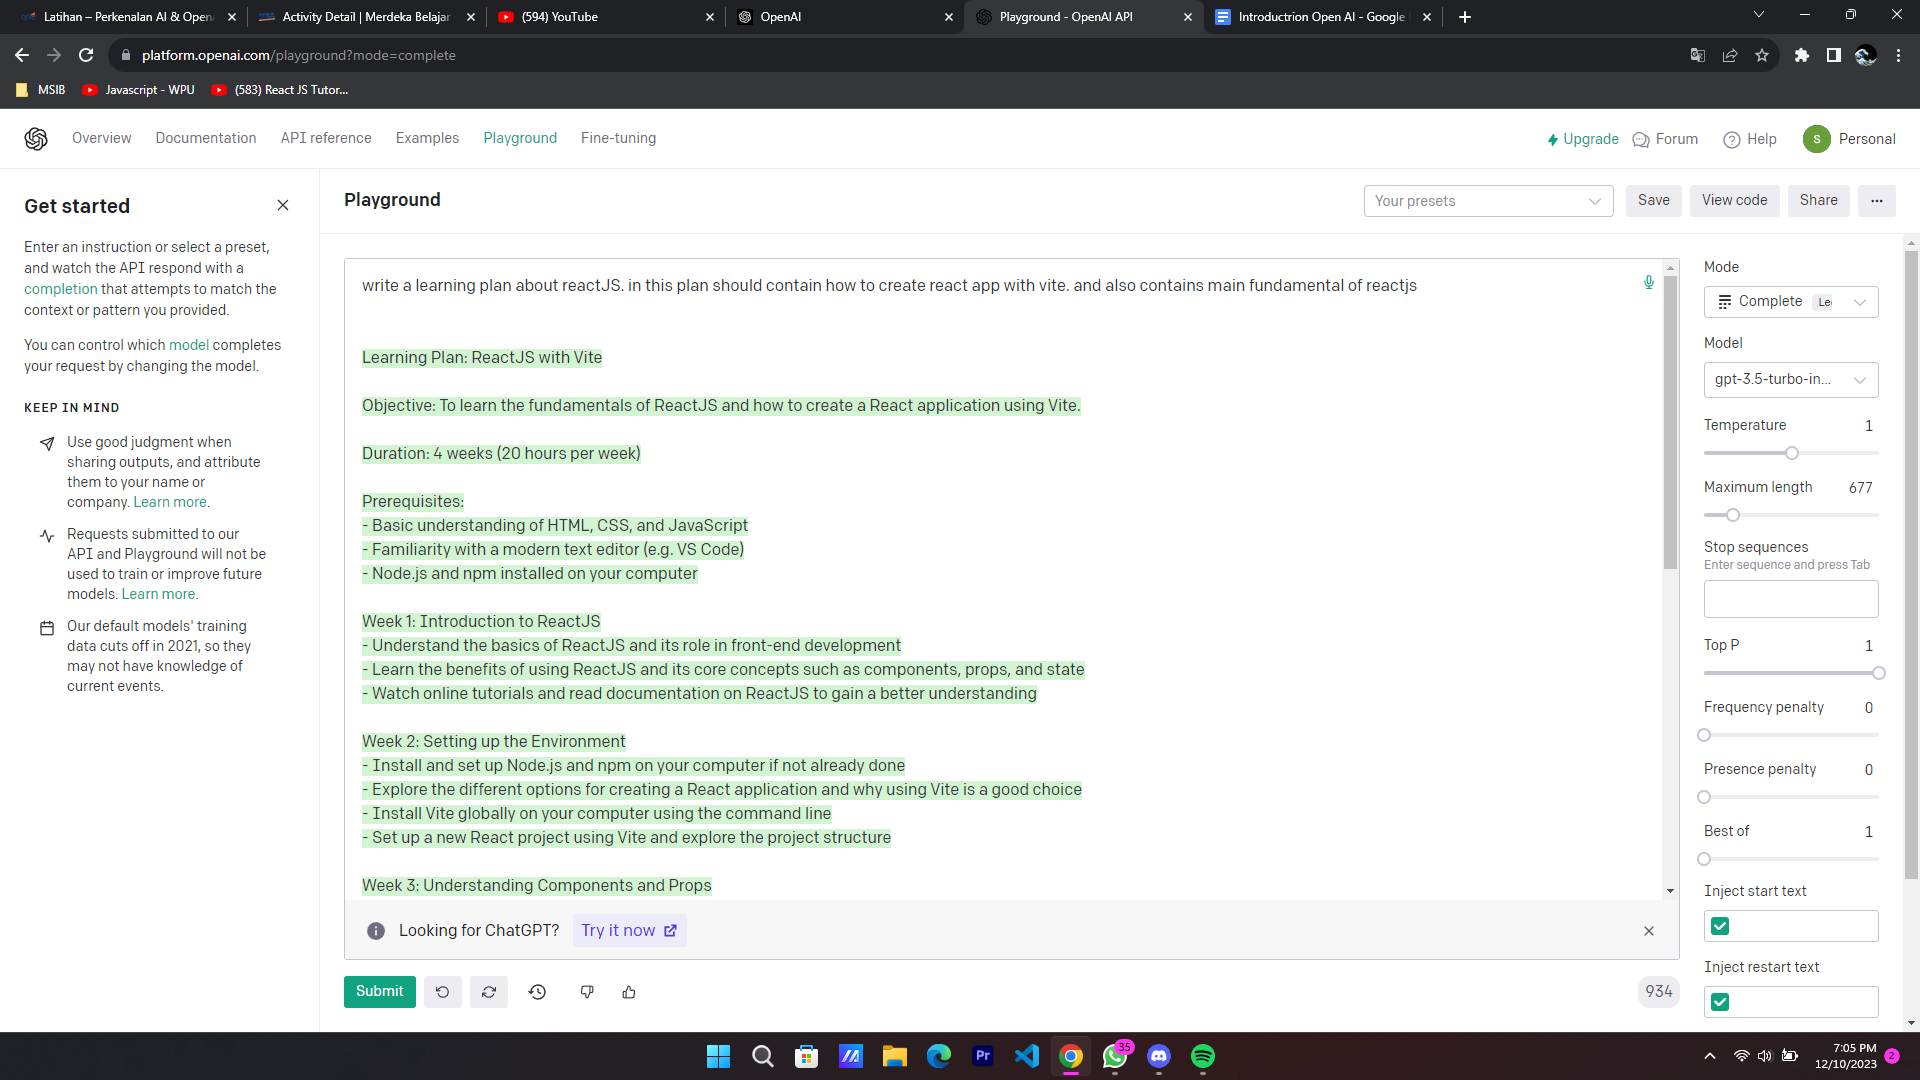 Latihan – Perkenalan AI & Open
Activity Detail | Merdeka Belajar
(594) YouTube
OpenAI
Playground - OpenAI API
Introductrion Open AI - Google
platform.openai.com/playground?mode=complete
MSIB
Javascript - WPU
(583) React JS Tutor...
Overview
Documentation
API reference
Examples
Playground
Fine-tuning
Upgrade
Forum
Help
S
Personal
Get started
Enter an instruction or select a preset,
and watch the API respond with a
completion that attempts to match the
context or pattern you provided.
You can control which model completes
your request by changing the model.
KEEP IN MIND
Use good judgment when
sharing outputs, and attribute
them to your name or
company. Learn more.
Requests submitted to our
API and Playground will not be
used to train or improve future
models. Learn more.
Our default models' training
data cuts off in 2021, so they
may not have knowledge of
current events.
Playground
Your presets
Save
View code
Share
...
write a learning plan about reactJS. in this plan should contain how to create react app with vite. and also contains main fundamental of reactjs
Learning Plan: ReactJS with Vite
Objective: To learn the fundamentals of ReactJS and how to create a React application using Vite.
Duration: 4 weeks (20 hours per week)
Prerequisites:
- Basic understanding of HTML, CSS, and JavaScript
- Familiarity with a modern text editor (e.g. VS Code)
- Node.js and npm installed on your computer
Week 1: Introduction to ReactJS
- Understand the basics of ReactJS and its role in front-end development
- Learn the benefits of using ReactJS and its core concepts such as components, props, and state
- Watch online tutorials and read documentation on ReactJS to gain a better understanding
Week 2: Setting up the Environment
- Install and set up Node.js and npm on your computer if not already done
- Explore the different options for creating a React application and why using Vite is a good choice
- Install Vite globally on your computer using the command line
- Set up a new React project using Vite and explore the project structure
Week 3: Understanding Components and Props
Looking for ChatGPT?
Try it now
Submit
934
Mode
Complete
Le
Model
gpt-3.5-turbo-in...
Temperature
1
Maximum length
677
Stop sequences
Enter sequence and press Tab
Top P
1
Frequency penalty
0
Presence penalty
0
Best of
1
Inject start text
Inject restart text
Pr
35
7:05 PM
12/10/2023
2